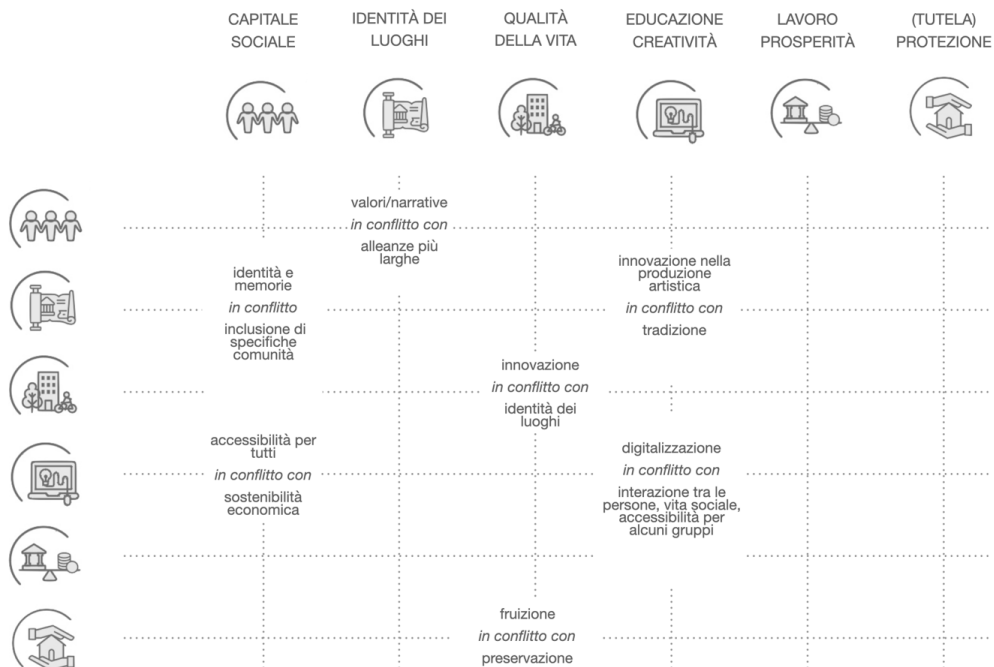 CAPITALE
SOCIALE
IDENTITÀ DEI
LUOGHI
QUALITÀ
DELLA VITA
EDUCAZIONE
CREATIVITÀ
LAVORO
PROSPERITÀ
(TUTELA)
PROTEZIONE
valori/narrative
in conflitto con
alleanze più
larghe
identità e
memorie
in conflitto
inclusione di
specifiche
comunità
innovazione nella
produzione
artistica
in conflitto con
tradizione
innovazione
in conflitto con
identità dei
luoghi
accessibilità per
tutti
in conflitto con
sostenibilità
economica
digitalizzazione
in conflitto con
interazione tra le
persone, vita sociale,
accessibilità per
alcuni gruppi
fruizione
in conflitto con
preservazione